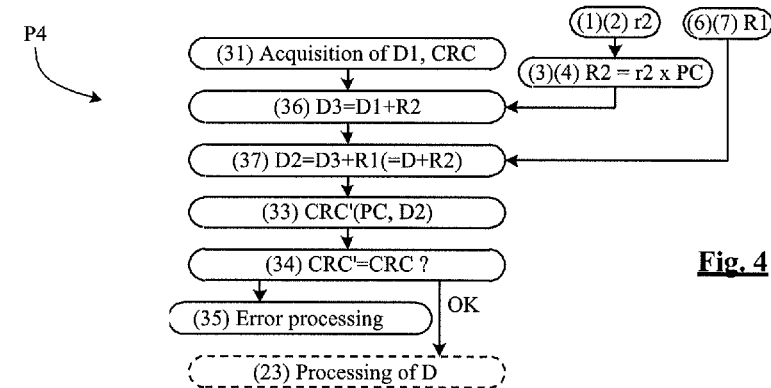 P4
(1)(2) r2
(6)(7) R1
(31) Acquisition of D1, CRC
(3)(4) R2 = r2 x PC
(36) D3=D1+R2
(37) D2=D3+R1(=D+R2)
(33) CRC'(PC, D2)
(34) CRC'=CRC ?
OK
(35) Error processing
(23) Processing of D
Fig. 4